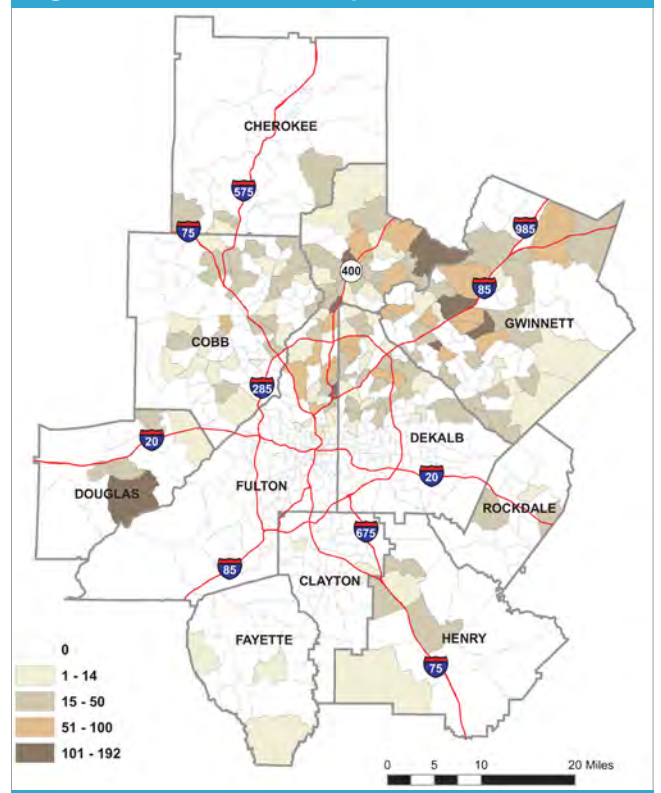 CHEROKEE
575
75
985
400
85
GWINNETT
COBB
285
20
DEKALB
DOUGLAS
FULTON
20
ROCKDALE
675
85
CLAYTON
FAYETTE
HENRY
75
0
1 - 14
15 - 50
51 - 100
101 - 192
0 5 10 20 Miles